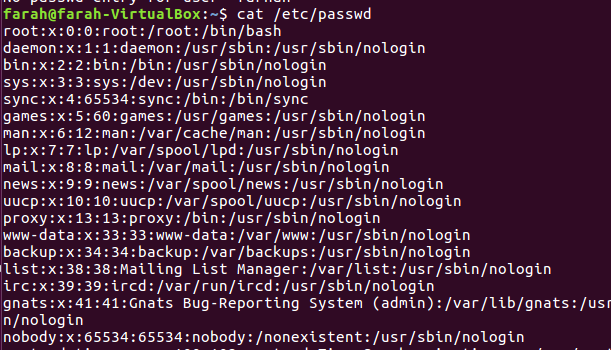 farah@farah-VirtualBox:~$ cat /etc/passwd
root:x:0:0:root:/root:/bin/bash
daemon:x:1:1:daemon:/usr/sbin:/usr/sbin/nologin
bin:x:2:2:bin:/bin:/usr/sbin/nologin
sys:x:3:3:sys:/dev:/usr/sbin/nologin
sync:x:4:65534:sync:/bin:/bin/sync
games:x:5:60:games:/usr/games:/usr/sbin/nologin
man:x:6:12:man:/var/cache/man:/usr/sbin/nologin
lp:x:7:7:lp:/var/spool/lpd:/usr/sbin/nologin
mail:x:8:8:mail:/var/mail:/usr/sbin/nologin
news:x:9:9:news:/var/spool/news:/usr/sbin/nologin
uucp:x:10:10:uucp:/var/spool/uucp:/usr/sbin/nologin
proxy:x:13:13:proxy:/bin:/usr/sbin/nologin
www-data:x:33:33:www-data:/var/www:/usr/sbin/nologin
backup:x:34:34:backup:/var/backups:/usr/sbin/nologin
list:x:38:38:Mailing List Manager:/var/list:/usr/sbin/nologin
irc:x:39:39:ircd:/var/run/ircd:/usr/sbin/nologin
gnats:x:41:41:Gnats Bug-Reporting System (admin):/var/lib/gnats:/usr
n/nologin
nobody:x:65534:65534:nobody:/nonexistent:/usr/sbin/nologin